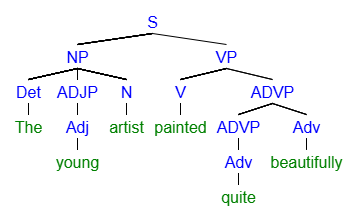 S
NP VP
Det ADJP N V ADVP
The Adj artist painted ADVP Adv
young Adv beautifully
quite